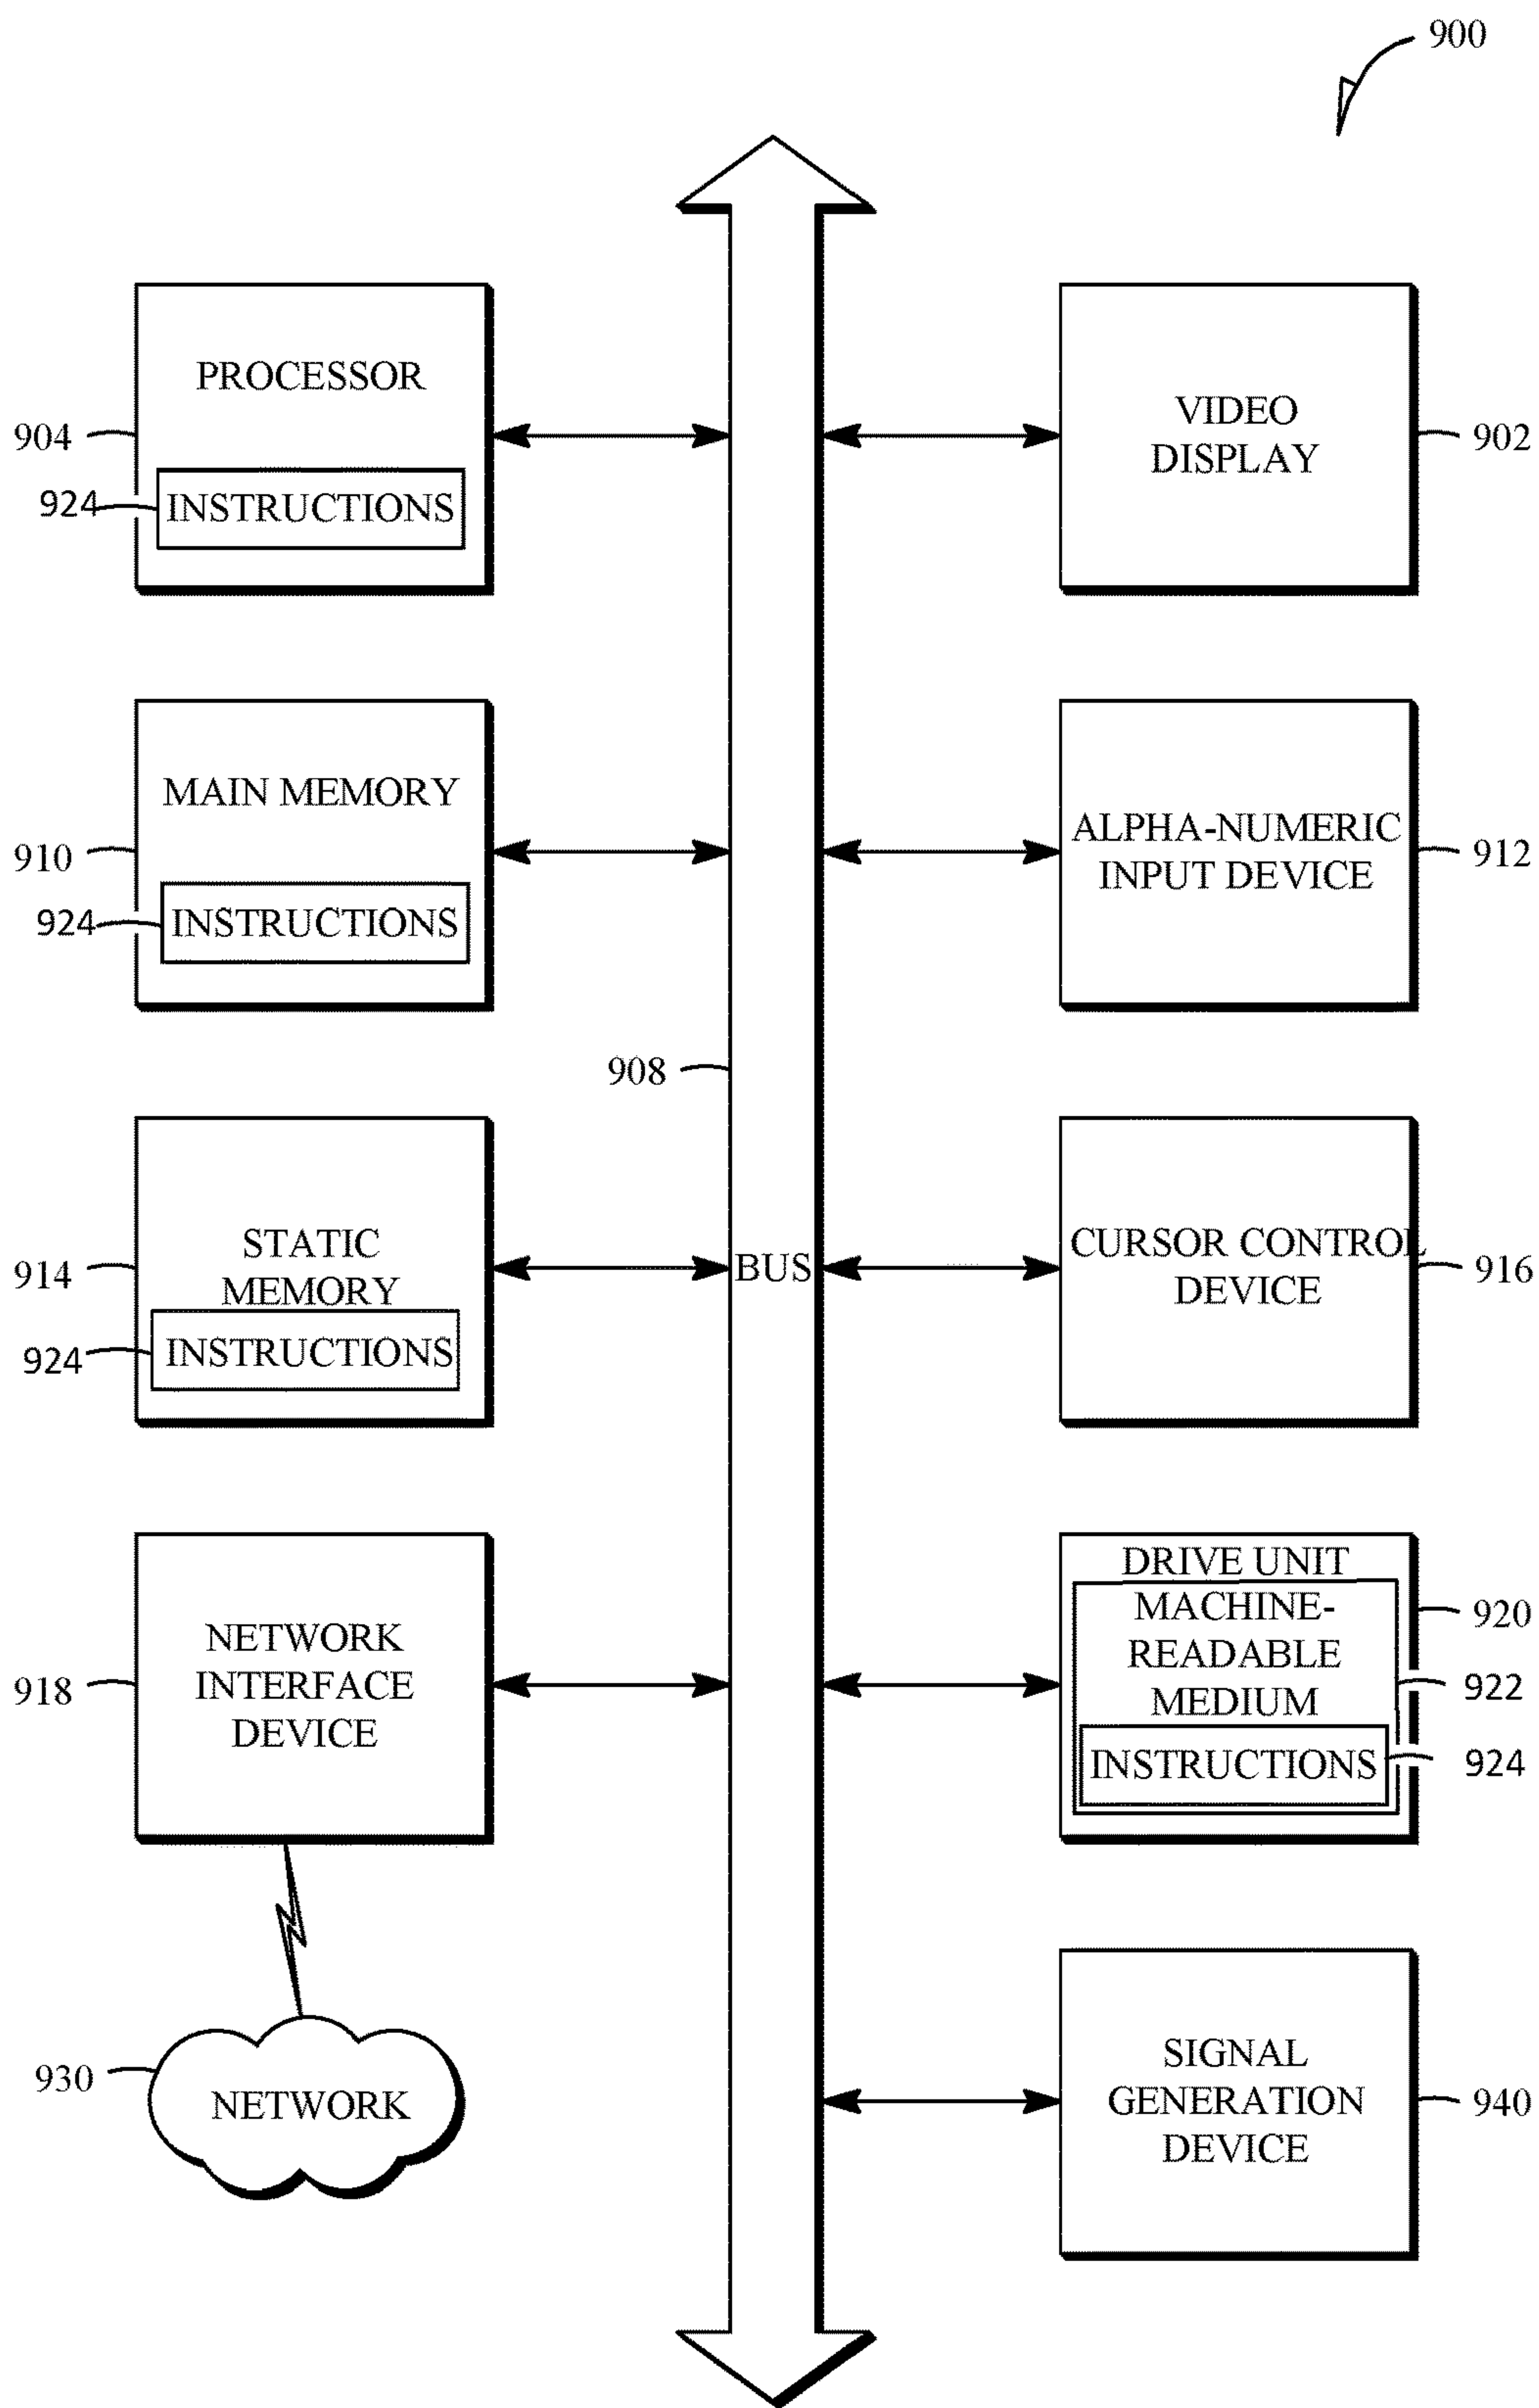 900
PROCESSOR
904
924
INSTRUCTIONS
VIDEO
DISPLAY
902
MAIN MEMORY
910
924
INSTRUCTIONS
ALPHA-NUMERIC
INPUT DEVICE
912
908
BUS
STATIC
MEMORY
914
924
INSTRUCTIONS
CURSOR CONTROL
DEVICE
916
NETWORK
INTERFACE
DEVICE
918
DRIVE UNIT
MACHINE-
READABLE
MEDIUM
INSTRUCTIONS
920
922
924
930
NETWORK
SIGNAL
GENERATION
DEVICE
940